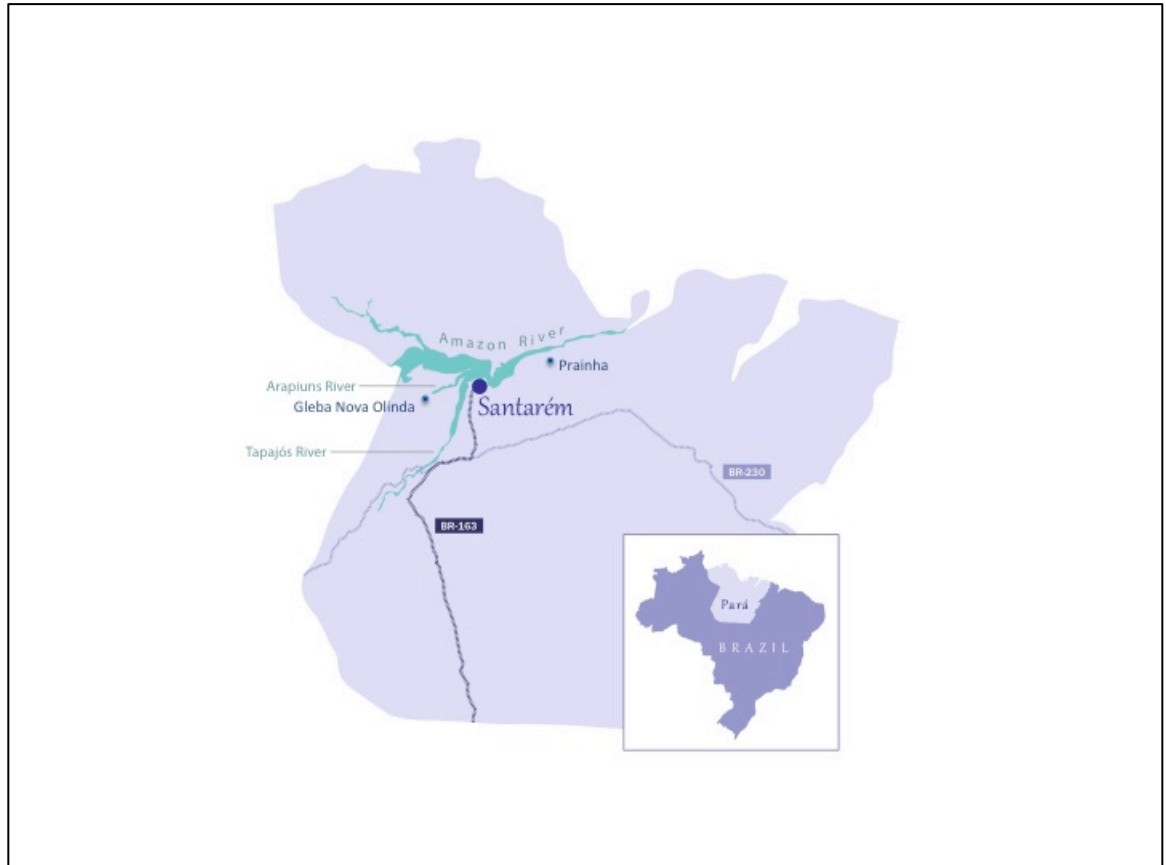 Amazon River
Prainha
Arapiuns River
Gleba Nova Olinda
Santarém
Tapajós River
BR-230
BR-163
Pará
BRAZIL